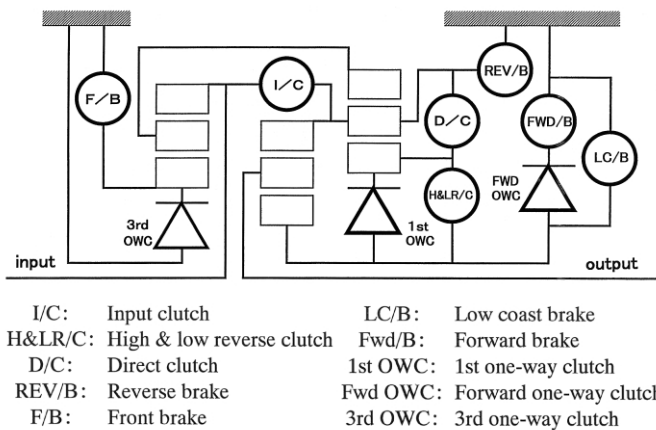 I/C
REV/B
F/B
D/C
FWD/B
LC/B
H&LR/C
FWD
OWC
3rd
OWC
1st
OWC
input
output
I/C: Input clutch
H&LR/C: High & low reverse clutch
D/C: Direct clutch
REV/B: Reverse brake
F/B: Front brake
LC/B: Low coast brake
Fwd/B: Forward brake
1st OWC: 1st one-way clutch
Fwd OWC: Forward one-way clutch
3rd OWC: 3rd one-way clutch